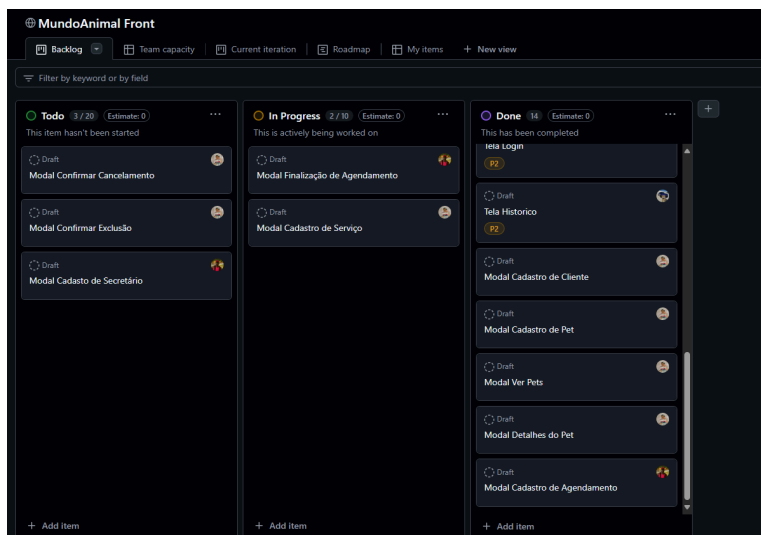 MundoAnimal Front
Backlog
Team capacity
Current iteration
Roadmap
My items
+ New view
Filter by keyword or by field
Todo 3 / 20 Estimate: 0 ...
This item hasn't been started
Draft
Modal Confirmar Cancelamento
Draft
Modal Confirmar Exclusão
Draft
Modal Cadasto de Secretário
+ Add item
In Progress 2 / 10 Estimate: 0 ...
This is actively being worked on
Draft
Modal Finalização de Agendamento
Draft
Modal Cadastro de Serviço
+ Add item
Done 14 Estimate: 0 ...
This has been completed
Tela Login
P2
Draft
Tela Historico
P2
Draft
Modal Cadastro de Cliente
Draft
Modal Cadastro de Pet
Draft
Modal Ver Pets
Draft
Modal Detalhes do Pet
Draft
Modal Cadastro de Agendamento
+ Add item
+